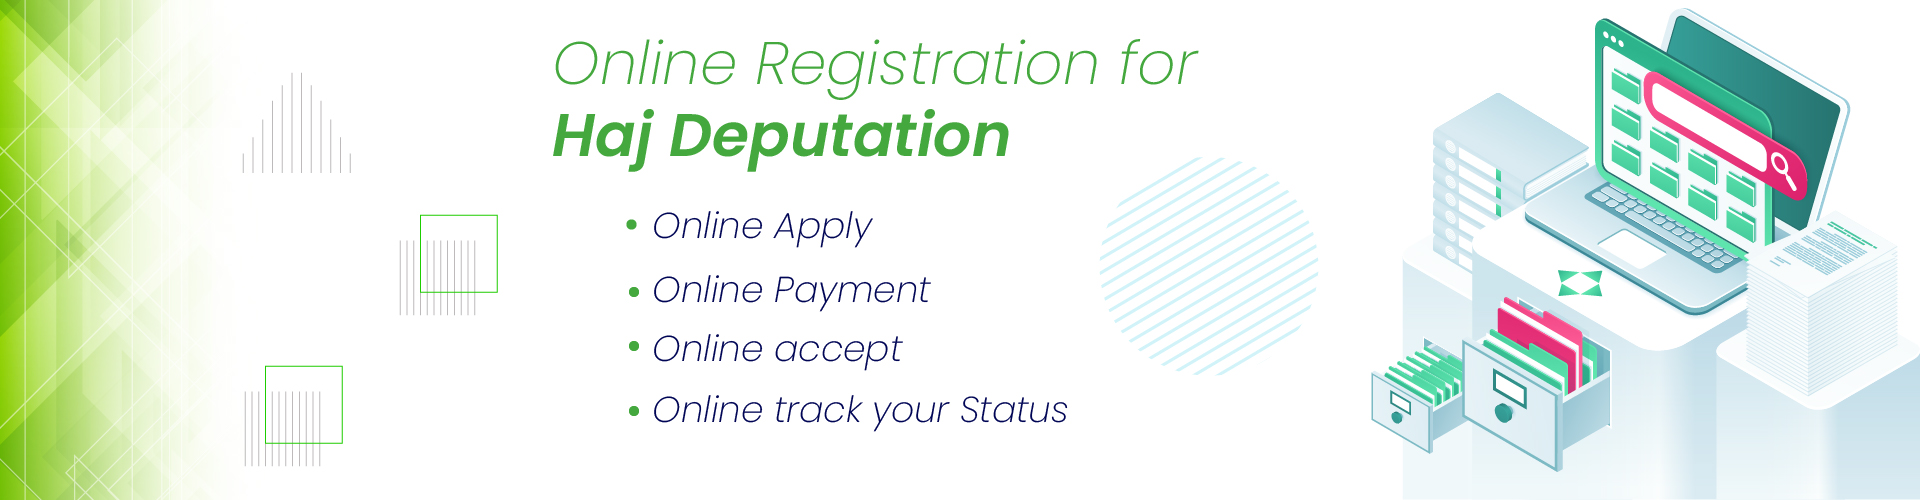 Online Registration for
Haj Deputation
• Online Apply
• Online Payment
• Online accept
• Online track your Status